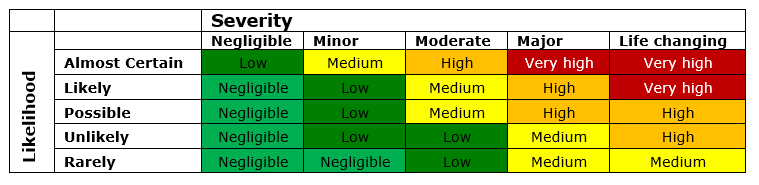 Severity
Negligible Minor Moderate Major Life changing
Likelihood
Almost Certain Low Medium High Very high Very high
Likely Negligible Low Medium High Very high
Possible Negligible Low Medium High High
Unlikely Negligible Low Low Medium High
Rarely Negligible Negligible Low Medium Medium